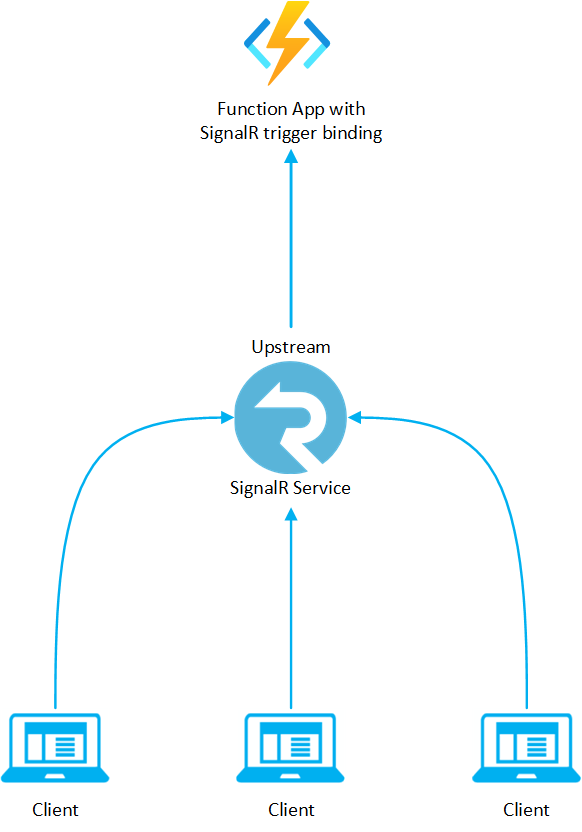 Function App with
SignalR trigger binding
Upstream
SignalR Service
Client
Client
Client